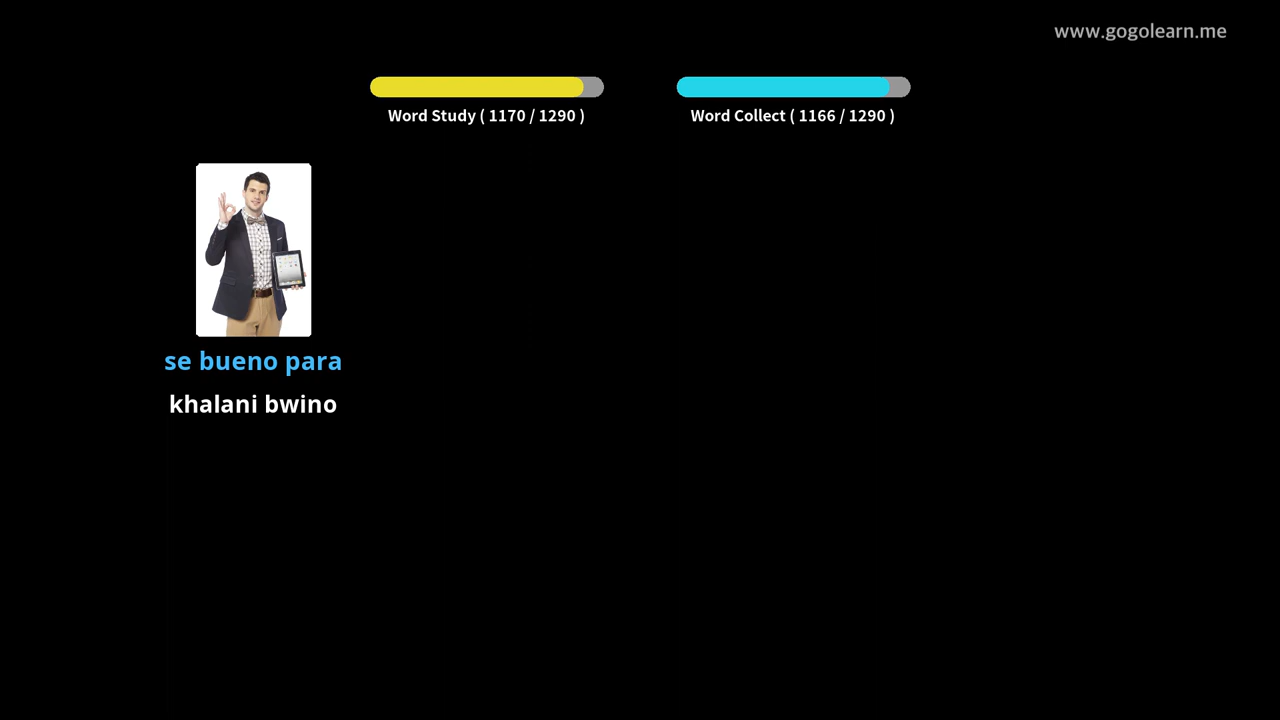 www.gogolearn.me
Word Study ( 1170 / 1290 )
Word Collect ( 1166 / 1290 )
se bueno para
khalani bwino